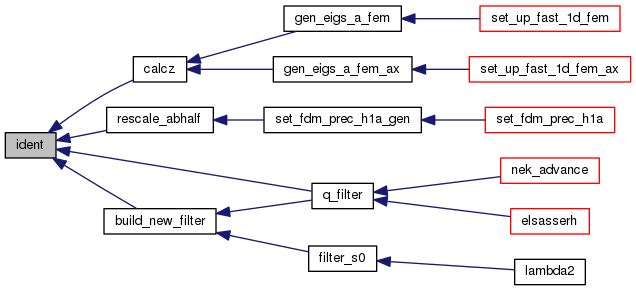 gen_eigs_a_fem
set_up_fast_1d_fem
calcz
gen_eigs_a_fem_ax
set_up_fast_1d_fem_ax
rescale_abhalf
set_fdm_prec_h1a_gen
set_fdm_prec_h1a
ident
nek_advance
q_filter
build_new_filter
elsasserh
filter_s0
lambda2